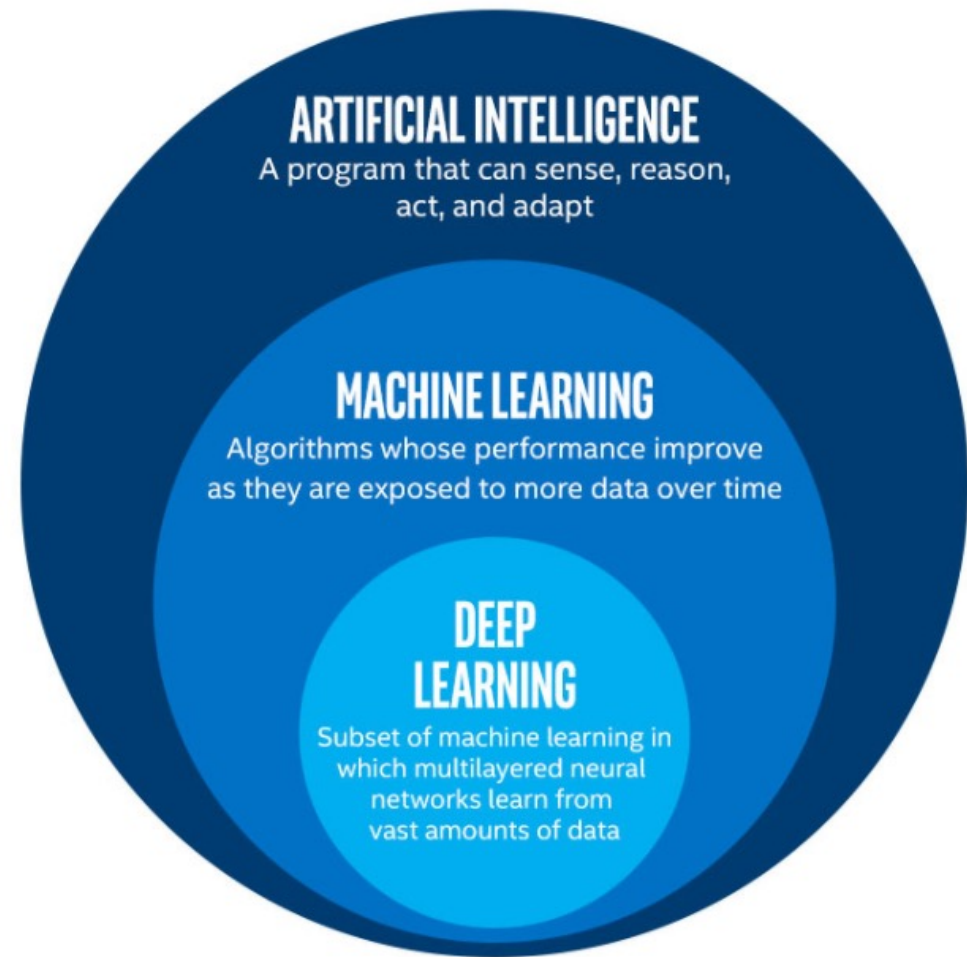 ARTIFICIAL INTELLIGENCE
A program that can sense, reason,
act, and adapt
MACHINE LEARNING
Algorithms whose performance improve
as they are exposed to more data over time
DEEP
LEARNING
Subset of machine learning in
which multilayered neural
networks learn from
vast amounts of data